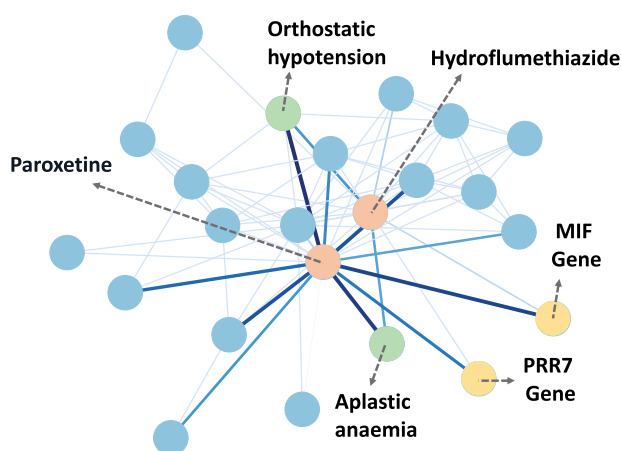 Orthostatic
hypotension
Hydroflumethiazide
Paroxetine
MIF
Gene
PRR7
Gene
Aplastic
anaemia